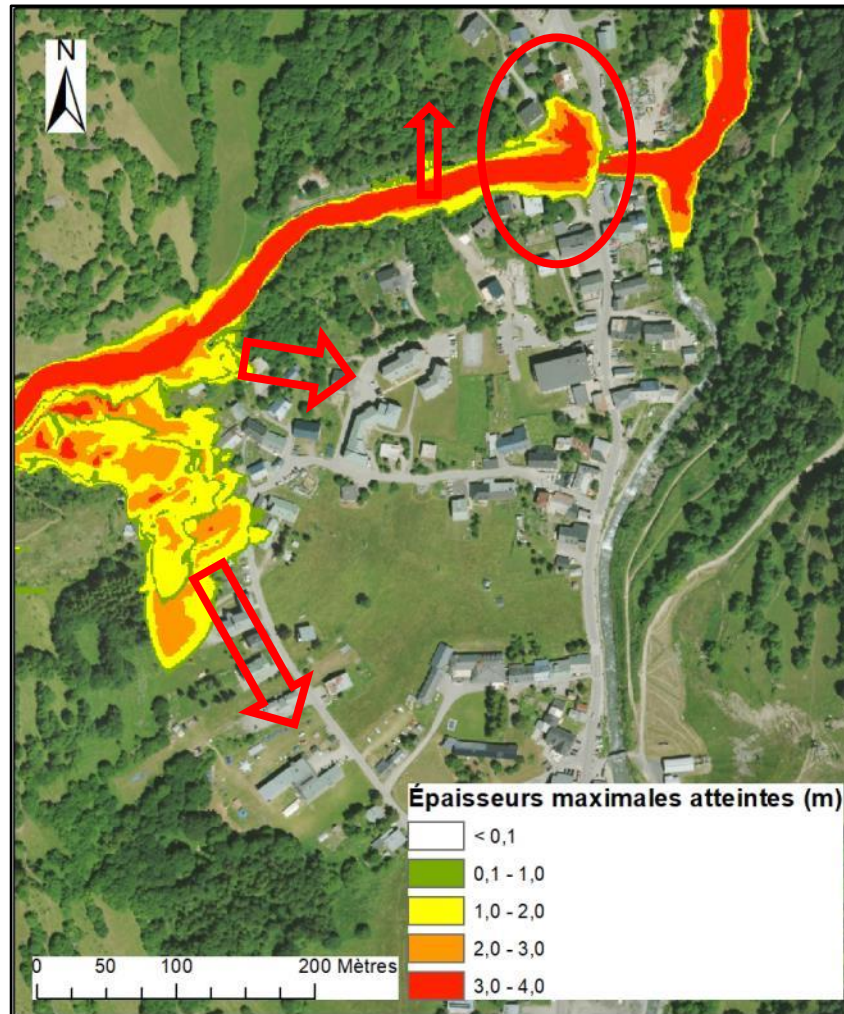 N
Épaisseurs maximales atteintes (m)
< 0,1
0,1 - 1,0
1,0 - 2,0
2,0 - 3,0
3,0 - 4,0
0 50 100 200 Mètres